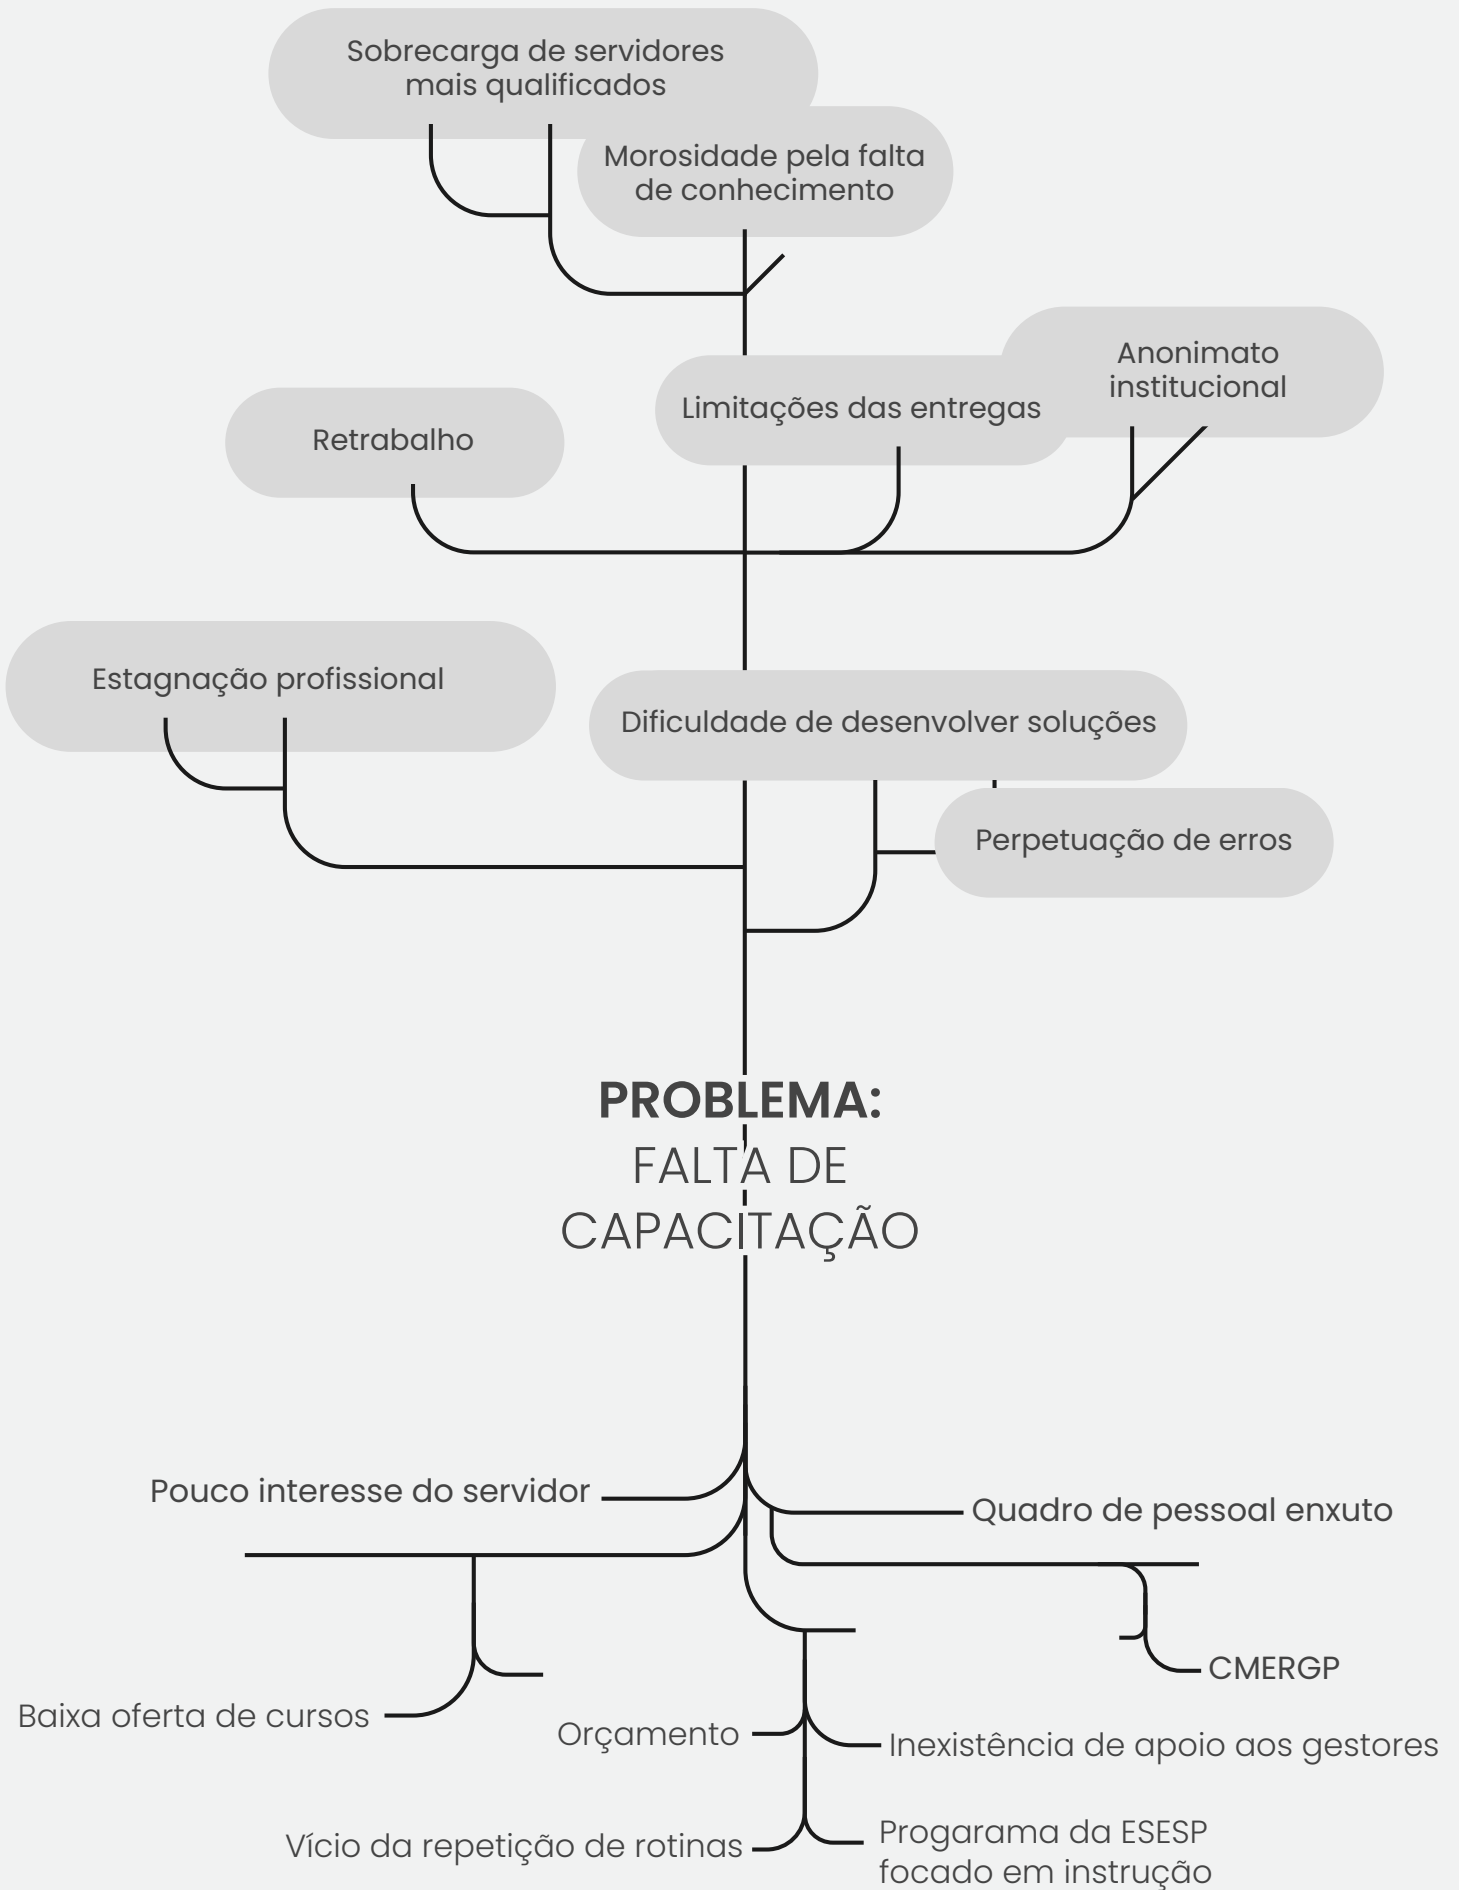 Sobrecarga de servidores
mais qualificados
Morosidade pela falta
de conhecimento
Anonimato
institucional
Limitações das entregas
Retrabalho
Estagnação profissional
Dificuldade de desenvolver soluções
Perpetuação de erros
PROBLEMA:
FALTA DE
CAPACITAÇÃO
Pouco interesse do servidor
Quadro de pessoal enxuto
CMERGP
Baixa oferta de cursos
Orçamento
Inexistência de apoio aos gestores
Vício da repetição de rotinas
Progarama da ESESP
focado em instrução